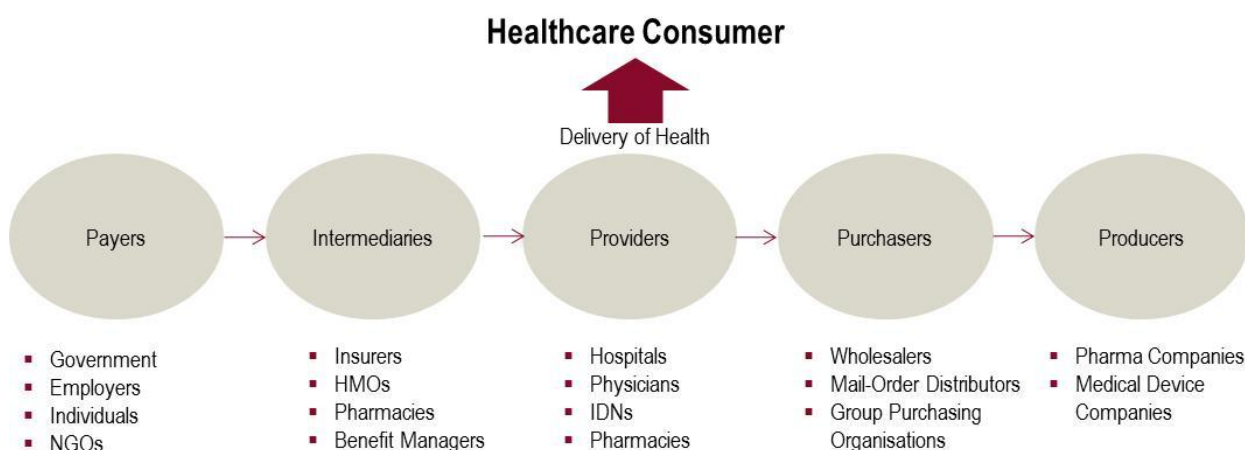 Healthcare Consumer
Delivery of Health
Payers
Intermediaries
Providers
Purchasers
Producers
Government
Employers
Individuals
NGOs
Insurers
HMOs
Pharmacies
Benefit Managers
Hospitals
Physicians
IDNs
Pharmacies
Wholesalers
Mail-Order Distributors
Group Purchasing
Organisations
Pharma Companies
Medical Device
Companies